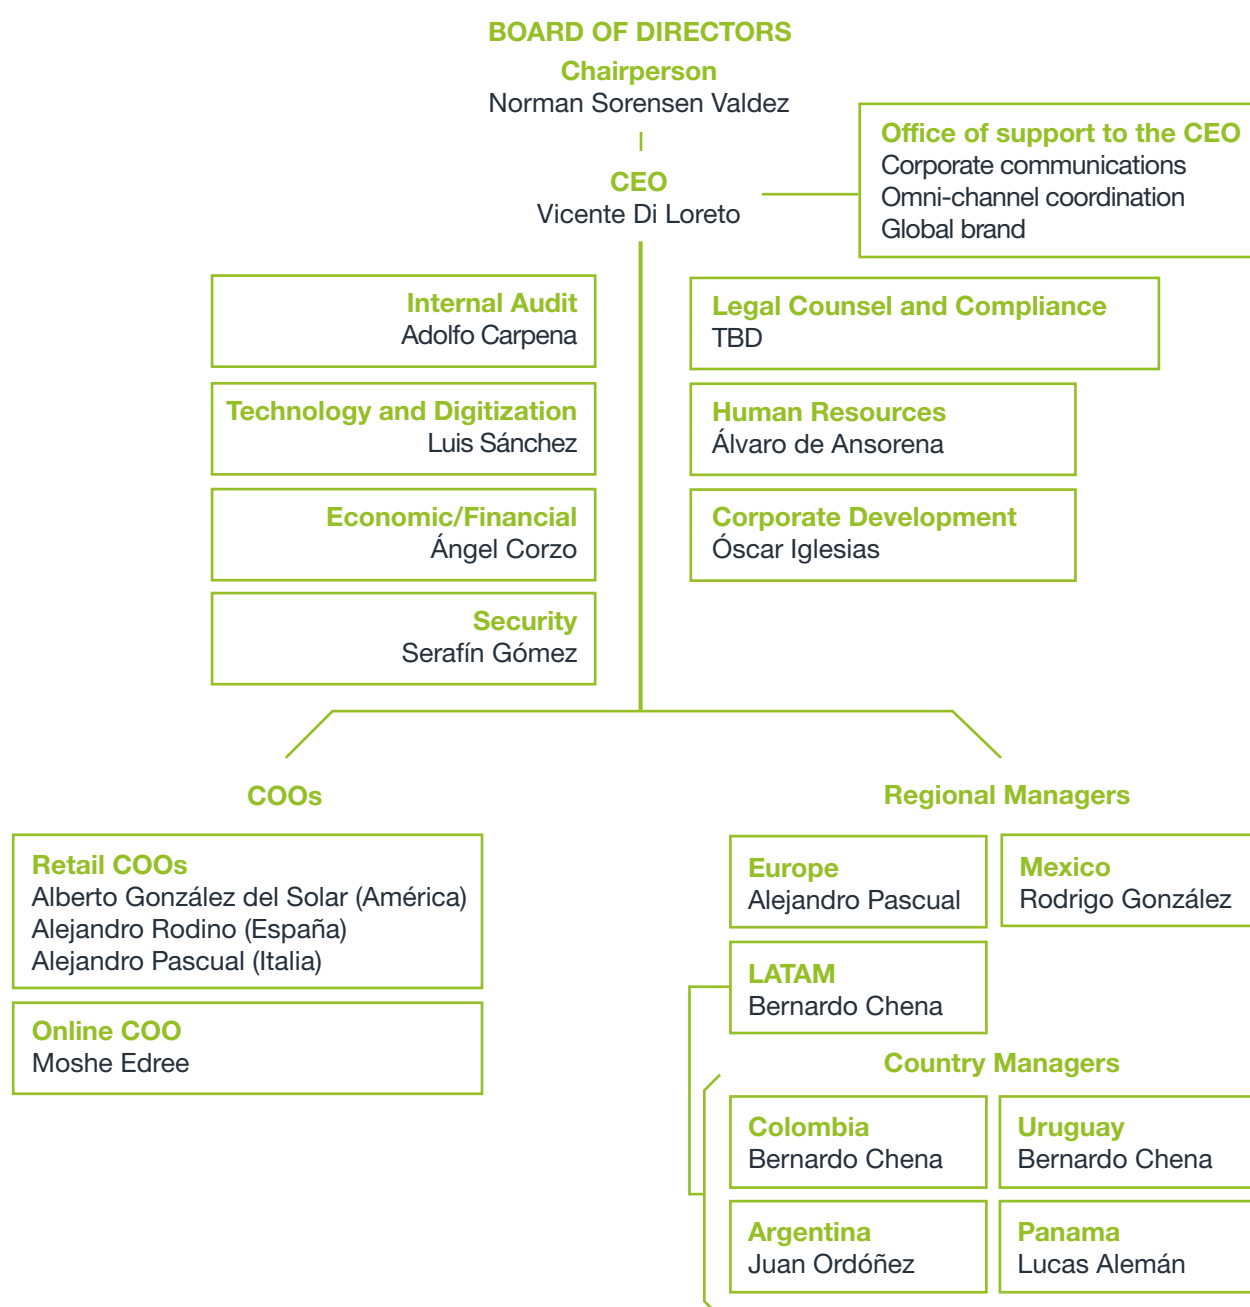 BOARD OF DIRECTORS
Chairperson
Norman Sorensen Valdez
CEO
Vicente Di Loreto
Office of support to the CEO
Corporate communications
Omni-channel coordination
Global brand
Internal Audit
Adolfo Carpena
Legal Counsel and Compliance
TBD
Technology and Digitization
Luis Sánchez
Human Resources
Álvaro de Ansorena
Economic/Financial
Ángel Corzo
Corporate Development
Óscar Iglesias
Security
Serafín Gómez
COOs
Retail COOs
Alberto González del Solar (América)
Alejandro Rodino (España)
Alejandro Pascual (Italia)
Online COO
Moshe Edree
Regional Managers
Europe
Alejandro Pascual
Mexico
Rodrigo González
LATAM
Bernardo Chena
Country Managers
Colombia
Bernardo Chena
Uruguay
Bernardo Chena
Argentina
Juan Ordóñez
Panama
Lucas Alemán